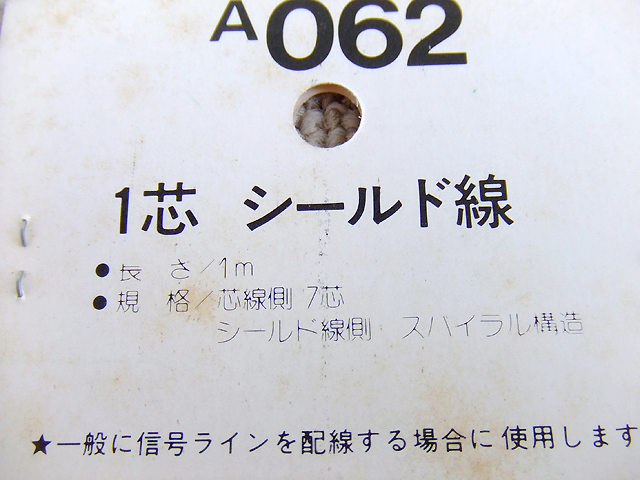 A062
1芯 シールド線
●長 さ/1m
●規 格/芯線側 7芯
シールド線側 スパイラル構造
★一般に信号ラインを配線する場合に使用します